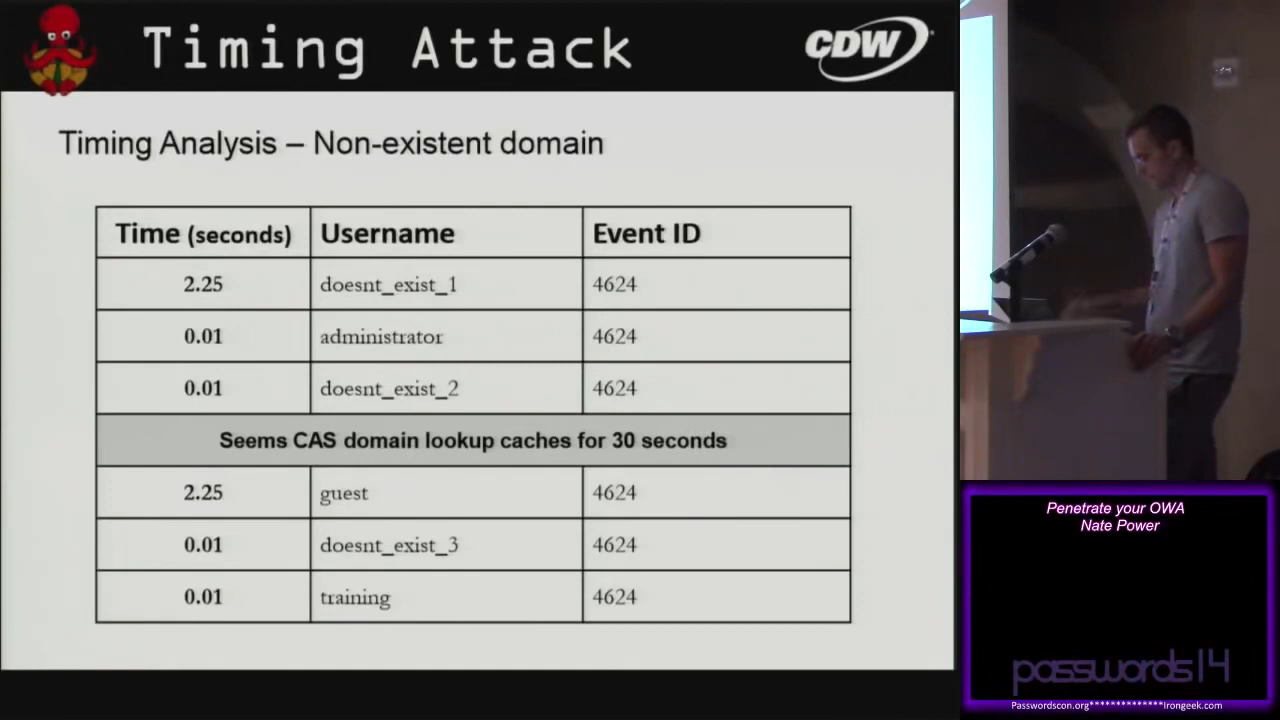 Timing Attack
CDW
Timing Analysis – Non-existent domain
Time (seconds) Username Event ID
2.25 doesnt_exist_1 4624
0.01 administrator 4624
0.01 doesnt_exist_2 4624
Seems CAS domain lookup caches for 30 seconds
2.25 guest 4624
0.01 doesnt_exist_3 4624
0.01 training 4624
Penetrate your OWA
Nate Power
passwords14
Passwordscon.org**************Irongeek.com